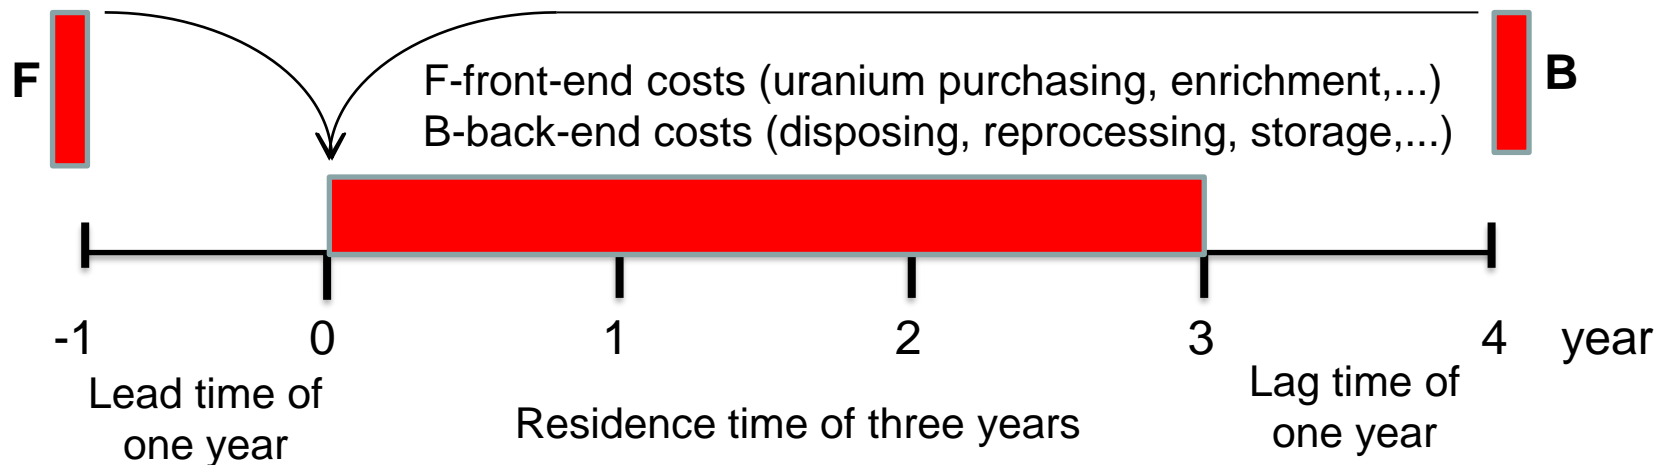 F
F-front-end costs (uranium purchasing, enrichment,...)
B
B-back-end costs (disposing, reprocessing, storage,...)
-1 0 1 2 3 4 year
Lead time of
one year
Residence time of three years
Lag time of
one year